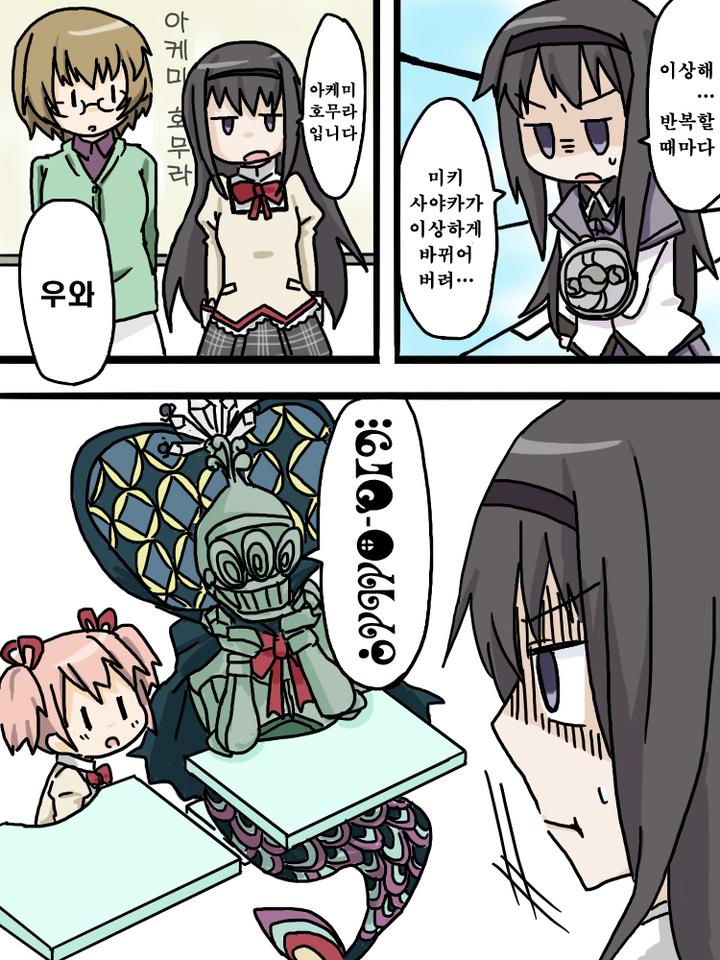 아케미 호무라
아케미
호무라
입니다
우와
이상해
…
반복할
때마다
미키
사야카가
이상하게
바뀌어
버려…